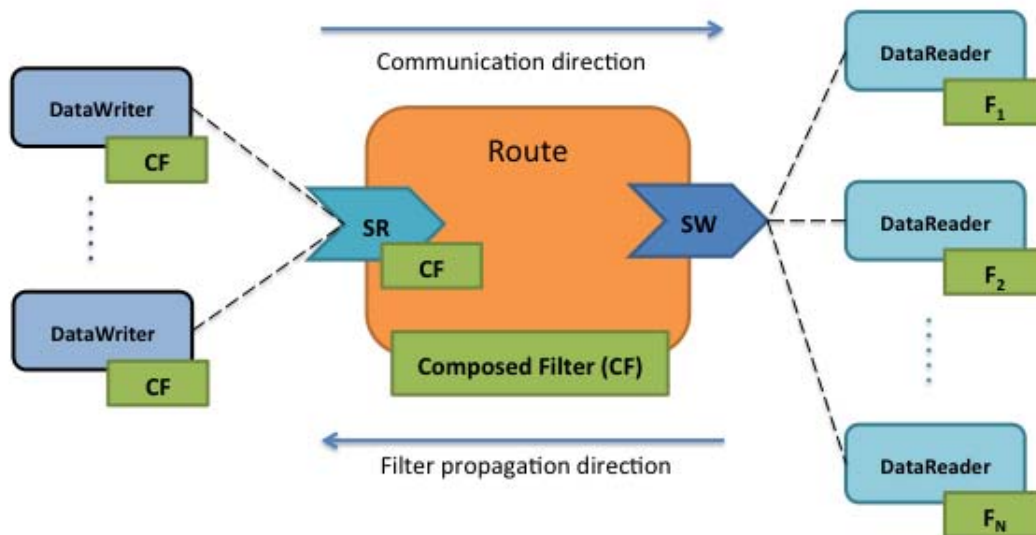 Communication direction
DataWriter
CF
DataWriter
CF
Route
SR
CF
SW
Composed Filter (CF)
DataReader
F₁
DataReader
F₂
DataReader
F_N
Filter propagation direction